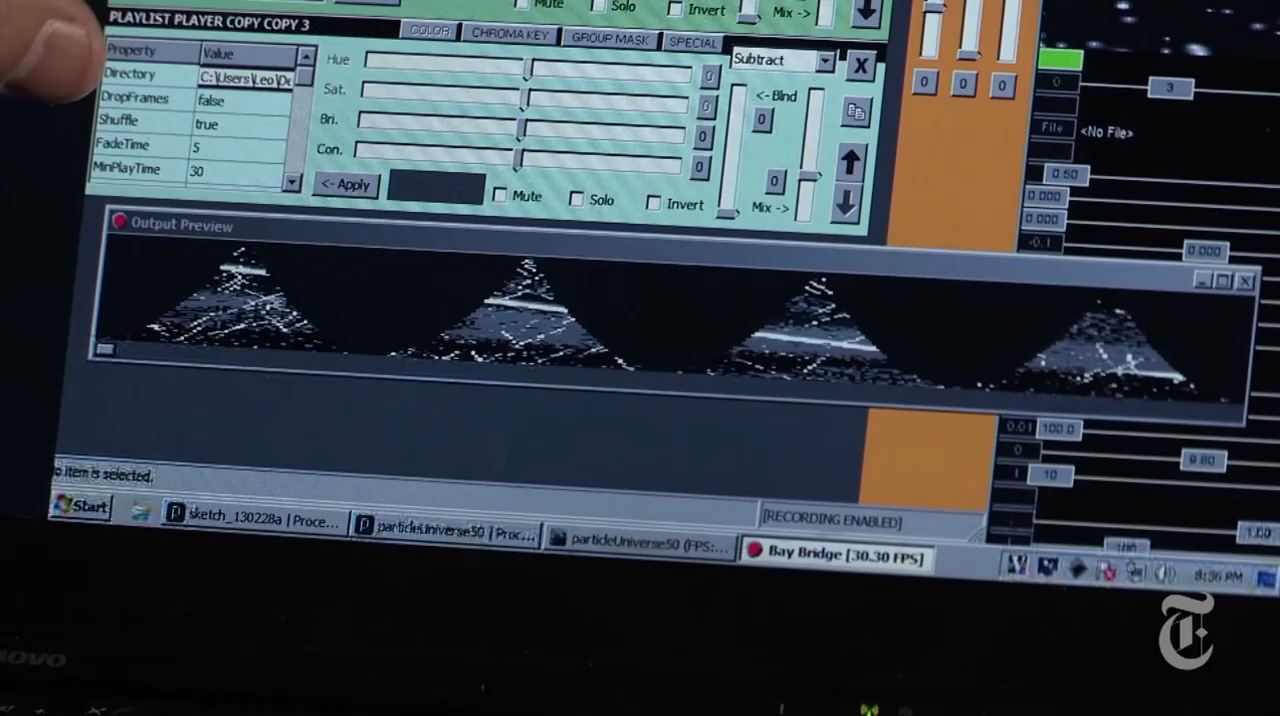 Mute Solo Invert Mix ->
PLAYLIST PLAYER COPY COPY 3
COLOR CHROMA KEY GROUP MASK SPECIAL
Property Value
Directory C:\Users\Leo\De
DropFrames false
Shuffle true
FadeTime 5
MinPlayTime 30
Hue 0
Sat. 0
Bri. 0
Con. 0
<- Apply
Mute Solo Invert
Subtract X
<- Blnd
0
0
Mix ->
0 0 0
3
0
File <No File>
0.50
0.000
0.000
-0.1 0.000
Output Preview
0.01 100.0
0 9.80
1 10
1.00
item is selected.
[RECORDING ENABLED]
Start
sketch_130228a | Proce...
particleUniverse50 | Proc...
particleUniverse50 (FPS:...
Bay Bridge [30.30 FPS]
8:36 PM
T